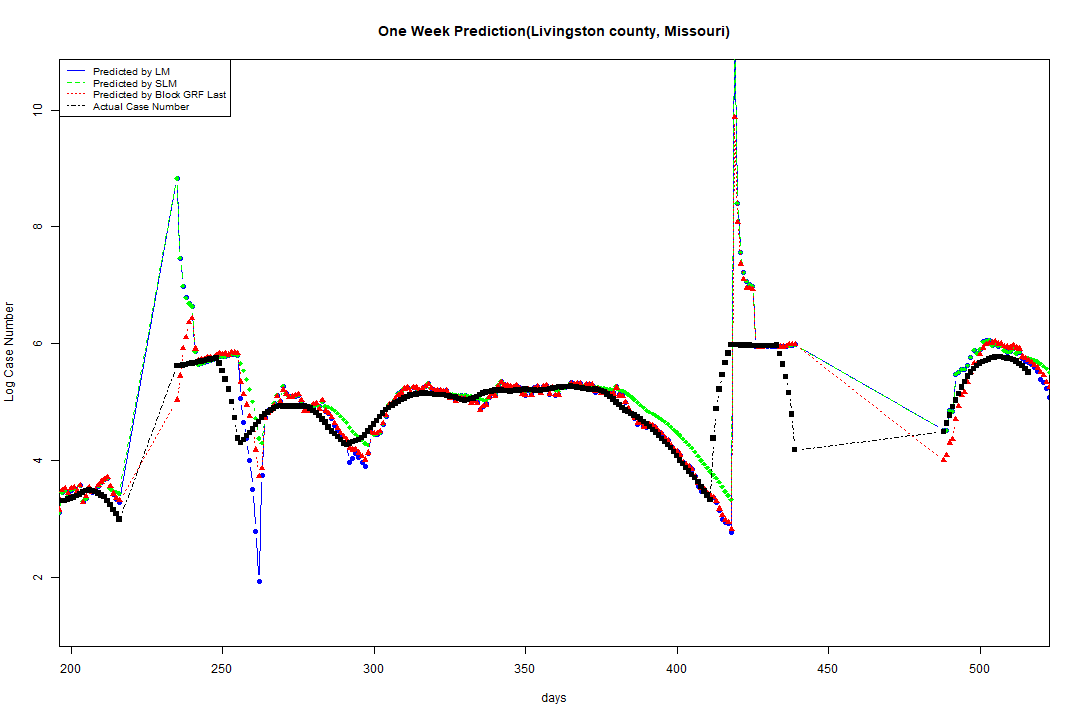 One Week Prediction(Livingston county, Missouri)
Predicted by LM
Predicted by SLM
Predicted by Block GRF Last
Actual Case Number
Log Case Number
10
8
6
4
2
200 250 300 350 400 450 500
days